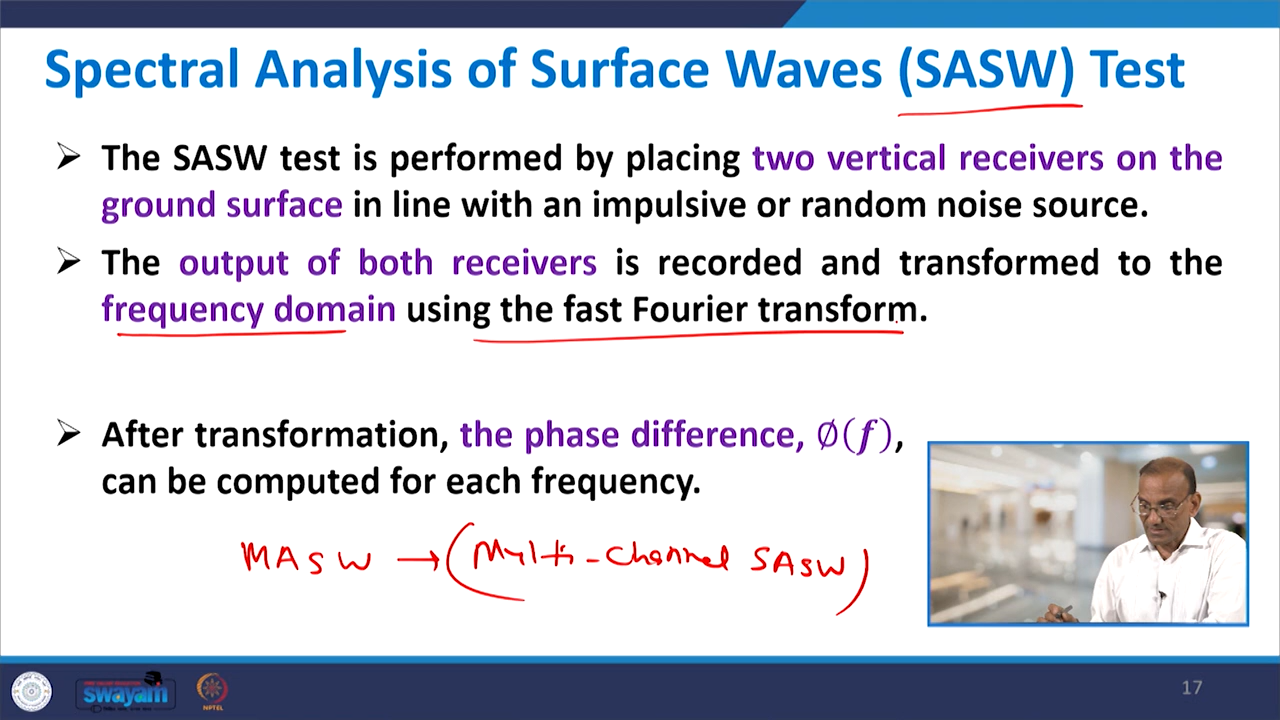 Spectral Analysis of Surface Waves (SASW) Test
➢ The SASW test is performed by placing two vertical receivers on the
ground surface in line with an impulsive or random noise source.
➢ The output of both receivers is recorded and transformed to the
frequency domain using the fast Fourier transform.
➢ After transformation, the phase difference, ∅(f),
can be computed for each frequency.
MASW → (Multi-Channel SASW)
swayam
NPTEL
17